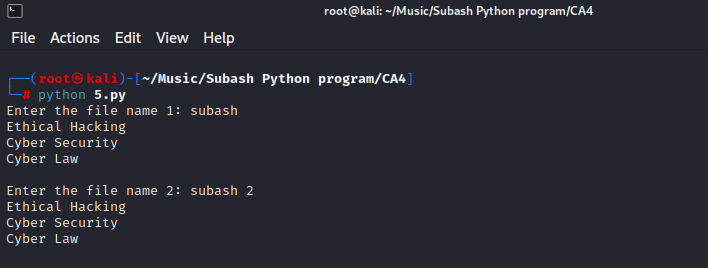 root@kali: ~/Music/Subash Python program/CA4
File Actions Edit View Help
┌──(root㉿kali)-[~/Music/Subash Python program/CA4]
└─# python 5.py
Enter the file name 1: subash
Ethical Hacking
Cyber Security
Cyber Law
Enter the file name 2: subash 2
Ethical Hacking
Cyber Security
Cyber Law